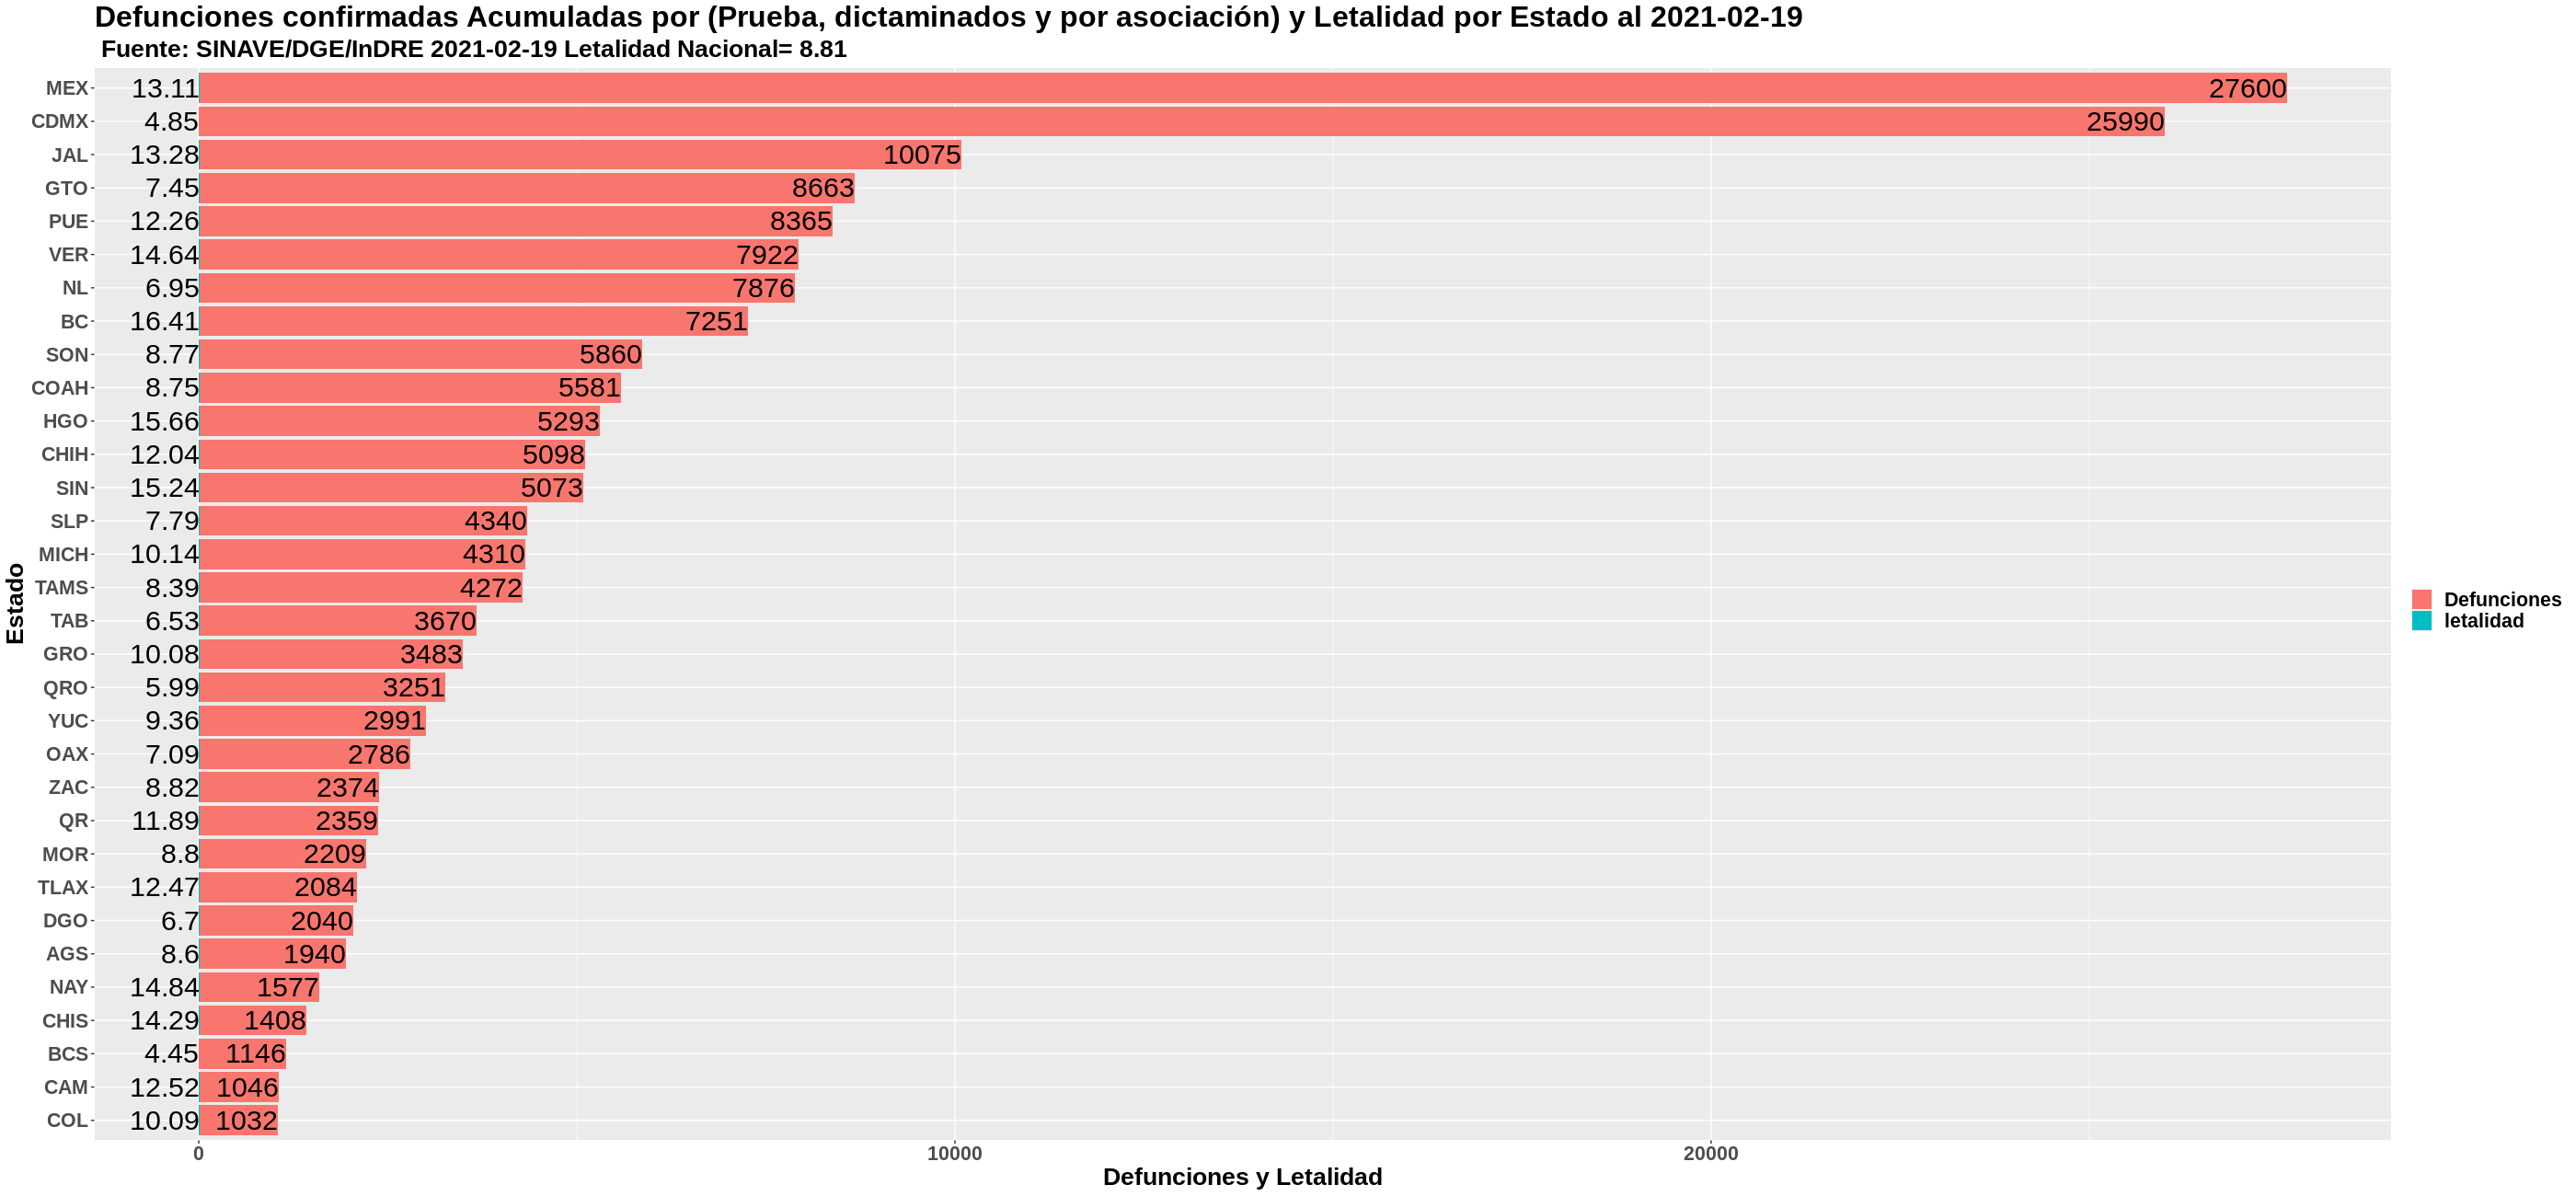 Defunciones confirmadas Acumuladas por (Prueba, dictaminados y por asociación) y Letalidad por Estado al 2021-02-19
Fuente: SINAVE/DGE/InDRE 2021-02-19 Letalidad Nacional= 8.81
MEX 13.11 27600
CDMX 4.85 25990
JAL 13.28 10075
GTO 7.45 8663
PUE 12.26 8365
VER 14.64 7922
NL 6.95 7876
BC 16.41 7251
SON 8.77 5860
COAH 8.75 5581
HGO 15.66 5293
CHIH 12.04 5098
SIN 15.24 5073
SLP 7.79 4340
MICH 10.14 4310
TAMS 8.39 4272
TAB 6.53 3670
GRO 10.08 3483
QRO 5.99 3251
YUC 9.36 2991
OAX 7.09 2786
ZAC 8.82 2374
QR 11.89 2359
MOR 8.8 2209
TLAX 12.47 2084
DGO 6.7 2040
AGS 8.6 1940
NAY 14.84 1577
CHIS 14.29 1408
BCS 4.45 1146
CAM 12.52 1046
COL 10.09 1032
0 10000 20000
Defunciones y Letalidad
Estado
Defunciones
letalidad